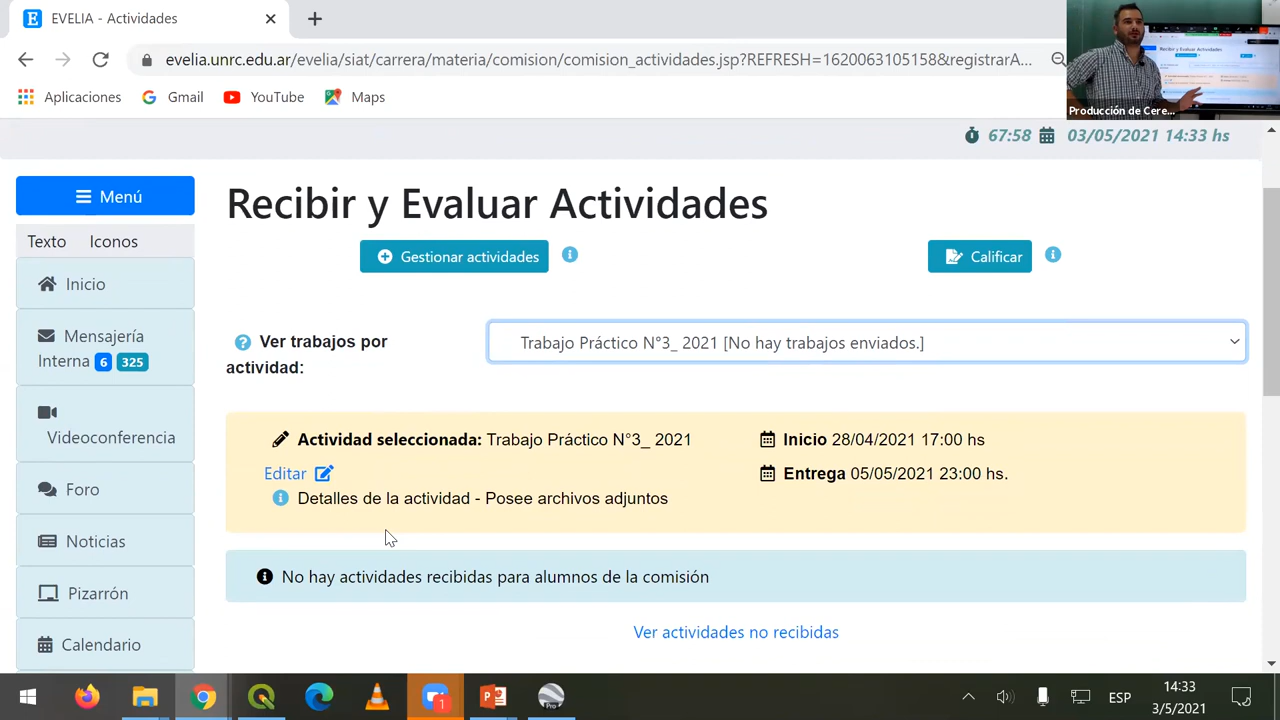 EVELIA - Actividades
evelia.unrc.edu.ar/evelia/siat/carrera/materia/comision/comision_actividades.jsp?REFRESH=1620063105158&registrarA...
Aplicaciones
Gmail
YouTube
Maps
Recibir y Evaluar Actividades
Producción de Cere...
67:58
03/05/2021 14:33 hs
Menú
Texto Iconos
Inicio
Mensajería
Interna 6 325
Videoconferencia
Foro
Noticias
Pizarrón
Calendario
Recibir y Evaluar Actividades
Gestionar actividades
Calificar
Ver trabajos por
actividad:
Trabajo Práctico N°3_ 2021 [No hay trabajos enviados.]
Actividad seleccionada: Trabajo Práctico N°3_ 2021
Inicio 28/04/2021 17:00 hs
Editar
Entrega 05/05/2021 23:00 hs.
Detalles de la actividad - Posee archivos adjuntos
No hay actividades recibidas para alumnos de la comisión
Ver actividades no recibidas
1
Pro
ESP
14:33
3/5/2021